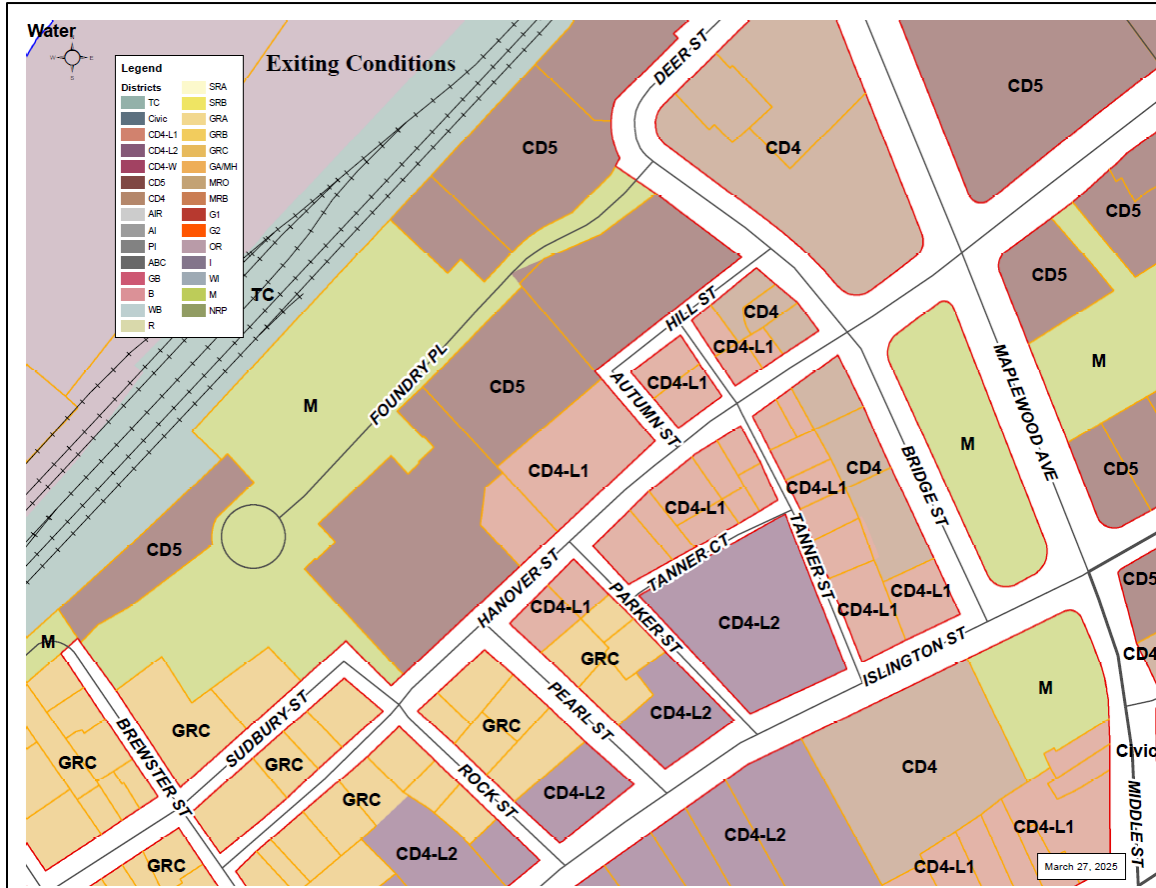 Water
N
W
E
S
Exiting Conditions
Legend
Districts
TC
Civic
CD4-L1
CD4-L2
CD4-W
CD5
CD4
AIR
AI
PI
ABC
GB
B
WB
R
SRA
SRB
GRA
GRB
GRC
GA/MH
MRO
MRB
G1
G2
OR
I
WI
M
NRP
DEER ST
CD5
CD4
CD5
CD5
CD5
TC
HILL ST
CD4
CD4-L1
MAPLEWOOD AVE
M
FOUNDRY PL
CD5
CD4-L1
AUTUMN ST
M
CD4-L1
CD4
BRIDGE ST
M
CD5
CD4-L1
CD4-L1
CD5
HANOVER ST
TANNER CT
TANNER ST
CD5
CD4-L1
PARKER ST
CD4-L1
CD4-L1
CD4-L2
M
GRC
ISLINGTON ST
CD4
M
PEARL ST
CD4-L2
GRC
SUDBURY ST
GRC
BREWSTER ST
GRC
GRC
Civic
CD4
ROCK ST
CD4-L2
GRC
MIDDLE ST
CD4-L2
CD4-L1
CD4-L2
GRC
CD4-L1
March 27, 2025